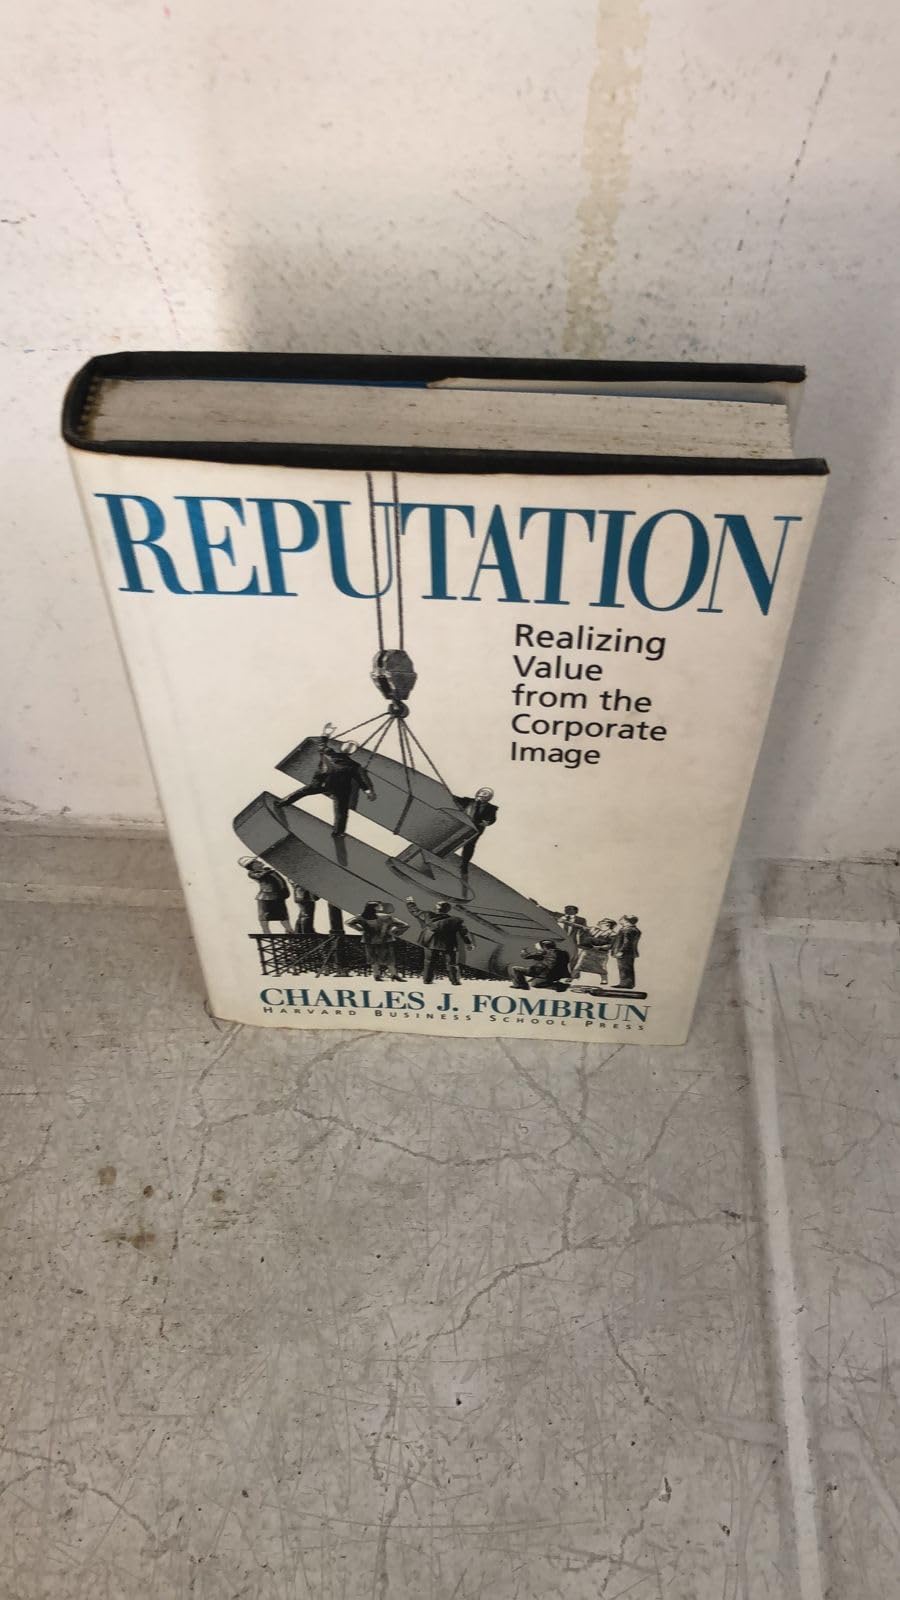 REPUTATION
Realizing
Value
from the
Corporate
Image
CHARLES J. FOMBRUN
HARVARD BUSINESS SCHOOL PRESS